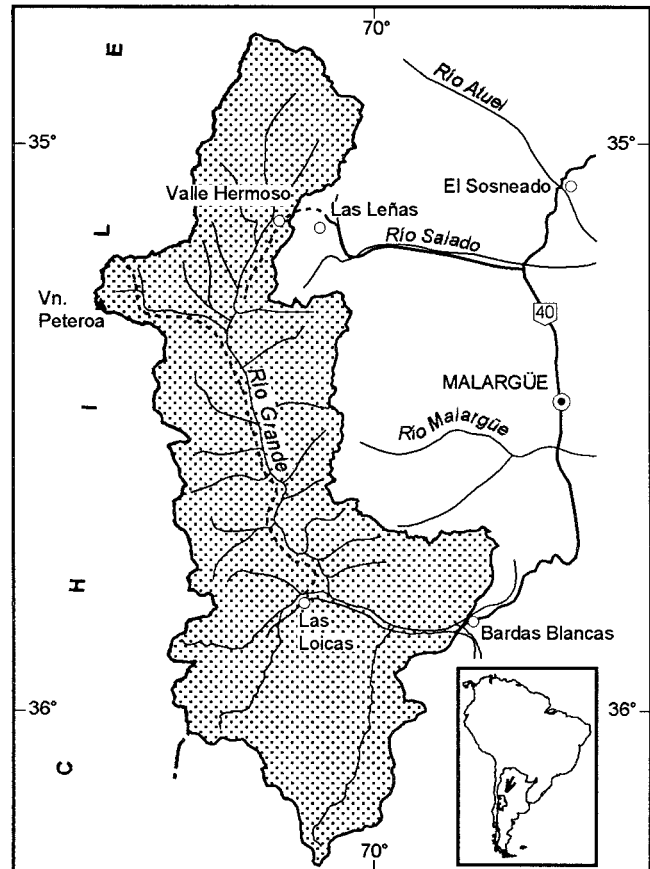 70°
E
Río Atuel
35°
35°
El Sosneado
Valle Hermoso
Las Leñas
L
Río Salado
Vn.
Peteroa
40
I
Río Grande
MALARGÜE
Río Malargüe
H
Las
Loicas
Bardas Blancas
36°
36°
C
70°